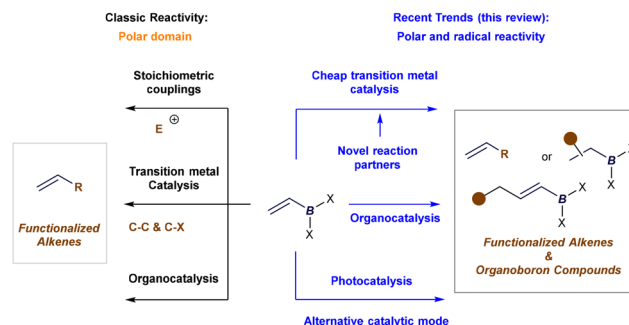 Classic Reactivity:
Polar domain
Recent Trends (this review):
Polar and radical reactivity
Stoichiometric
couplings
E ⊕
Transition metal
Catalysis
C-C & C-X
Organocatalysis
R
Functionalized
Alkenes
X
B
X
Cheap transition metal
catalysis
Novel reaction
partners
Organocatalysis
Photocatalysis
Alternative catalytic mode
R
or
B
X
X
B
X
X
Functionalized Alkenes
&
Organoboron Compounds